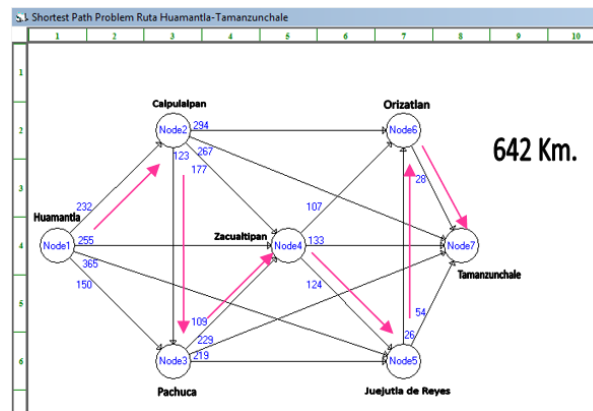 Shortest Path Problem Ruta Huamantla-Tamanzunchale
1 2 3 4 5 6 7 8 9 10
1
Calpulalpan
Orizatlan
2
Node2
294
Node6
642 Km.
123
267
177
28
3
232
107
Huamantla
Zacualtipan
255
Node1
Node4
133
Node7
4
365
Tamanzunchale
150
124
5
109
54
229
26
219
6
Node3
Node5
Pachuca
Juejutla de Reyes
7